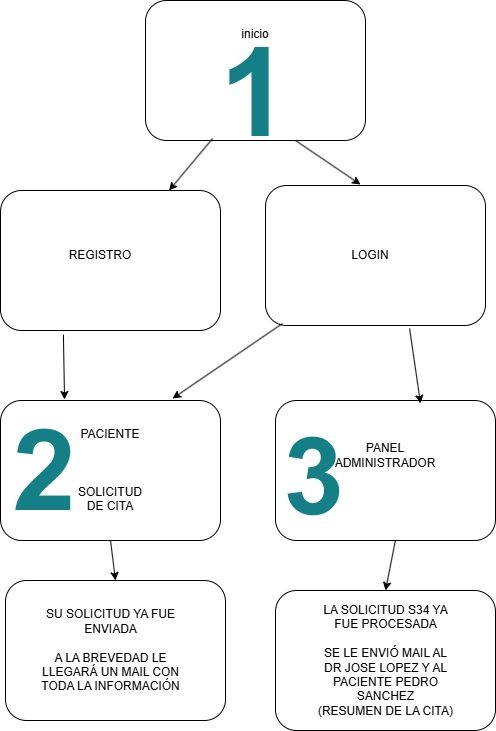 inicio
1
REGISTRO
LOGIN
2
PACIENTE
SOLICITUD
DE CITA
3
PANEL
ADMINISTRADOR
SU SOLICITUD YA FUE
ENVIADA
A LA BREVEDAD LE
LLEGARÁ UN MAIL CON
TODA LA INFORMACIÓN
LA SOLICITUD S34 YA
FUE PROCESADA
SE LE ENVIÓ MAIL AL
DR JOSE LOPEZ Y AL
PACIENTE PEDRO
SANCHEZ
(RESUMEN DE LA CITA)